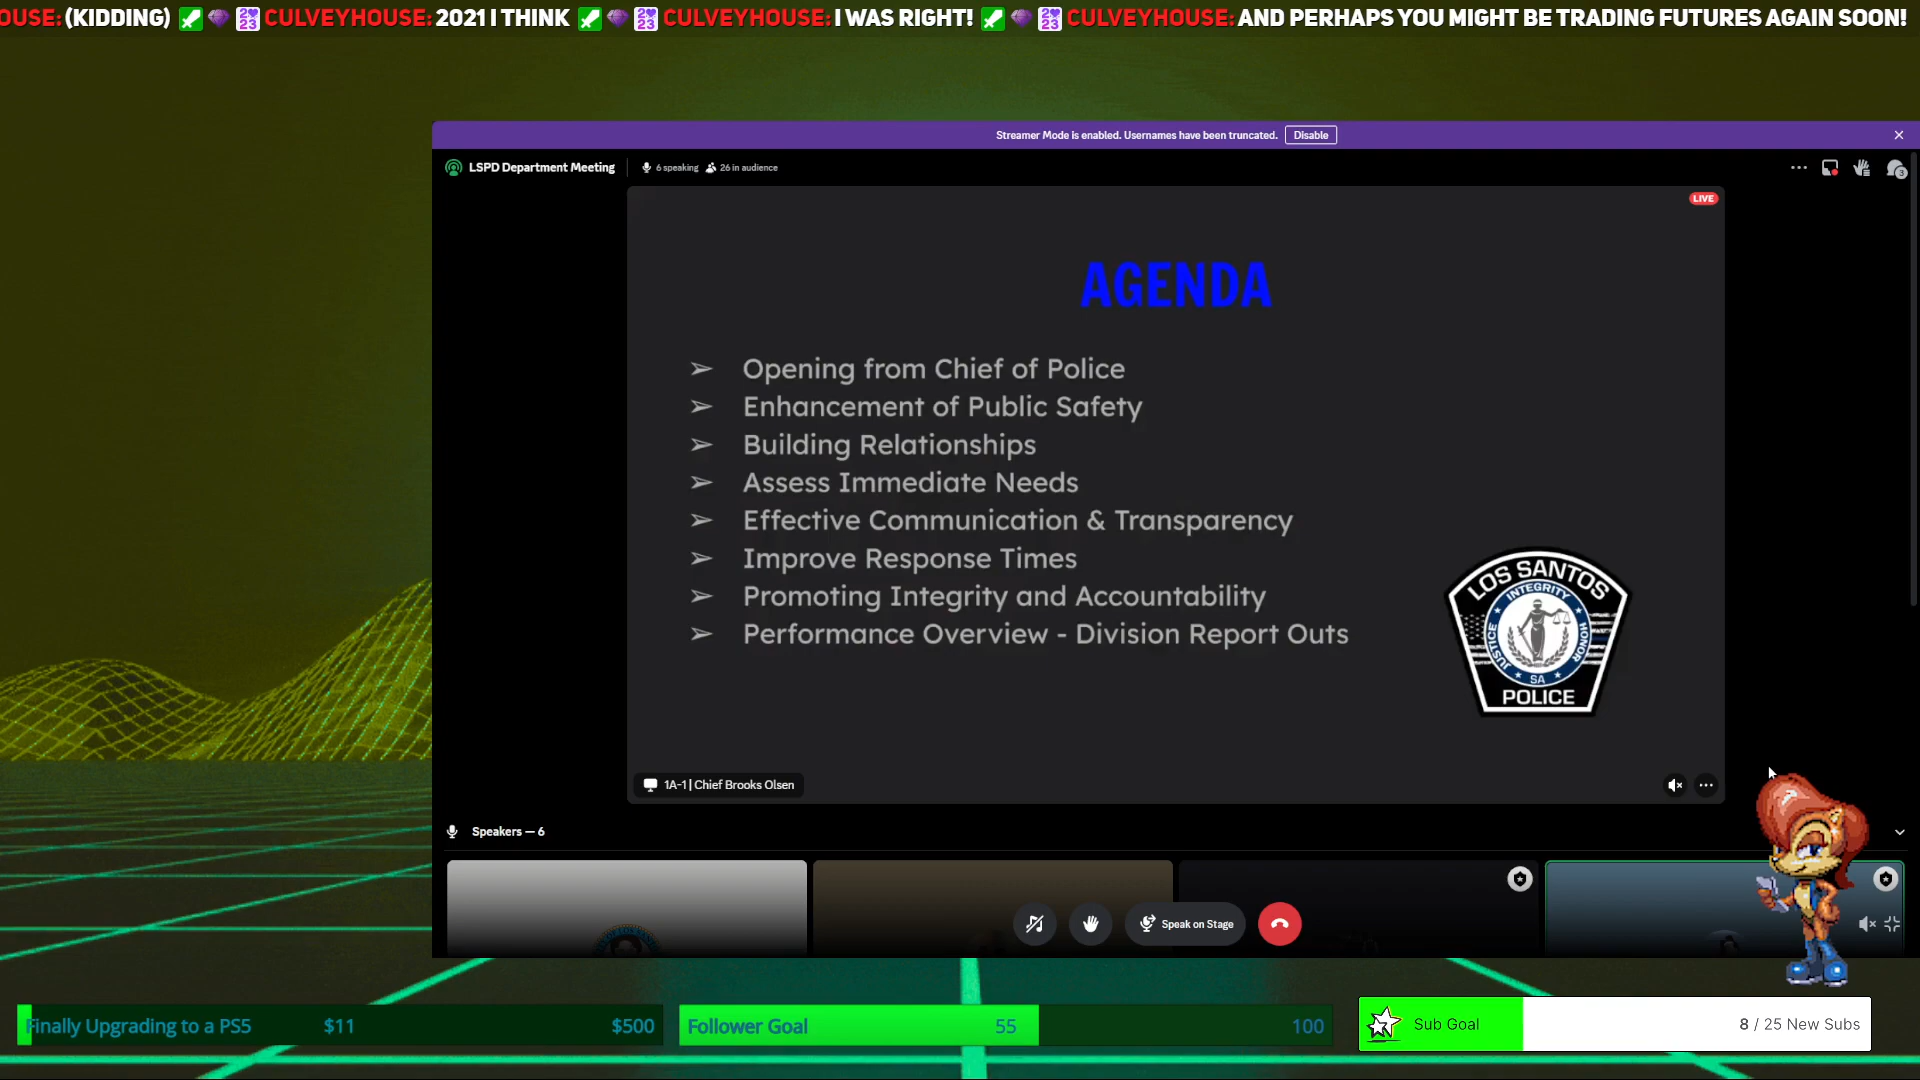 OUSE: (KIDDING) CULVEYHOUSE: 2021 I THINK CULVEYHOUSE: I WAS RIGHT! CULVEYHOUSE: AND PERHAPS YOU MIGHT BE TRADING FUTURES AGAIN SOON!
Streamer Mode is enabled. Usernames have been truncated. Disable
LSPD Department Meeting 6 speaking 26 in audience
3
LIVE
AGENDA
➢ Opening from Chief of Police
➢ Enhancement of Public Safety
➢ Building Relationships
➢ Assess Immediate Needs
➢ Effective Communication & Transparency
➢ Improve Response Times
➢ Promoting Integrity and Accountability
➢ Performance Overview - Division Report Outs
LOS SANTOS
INTEGRITY
JUSTICE
HONOR
SA
POLICE
1A-1 | Chief Brooks Olsen
Speakers — 6
Speak on Stage
Finally Upgrading to a PS5 $11 $500
Follower Goal 55 100
Sub Goal 8 / 25 New Subs